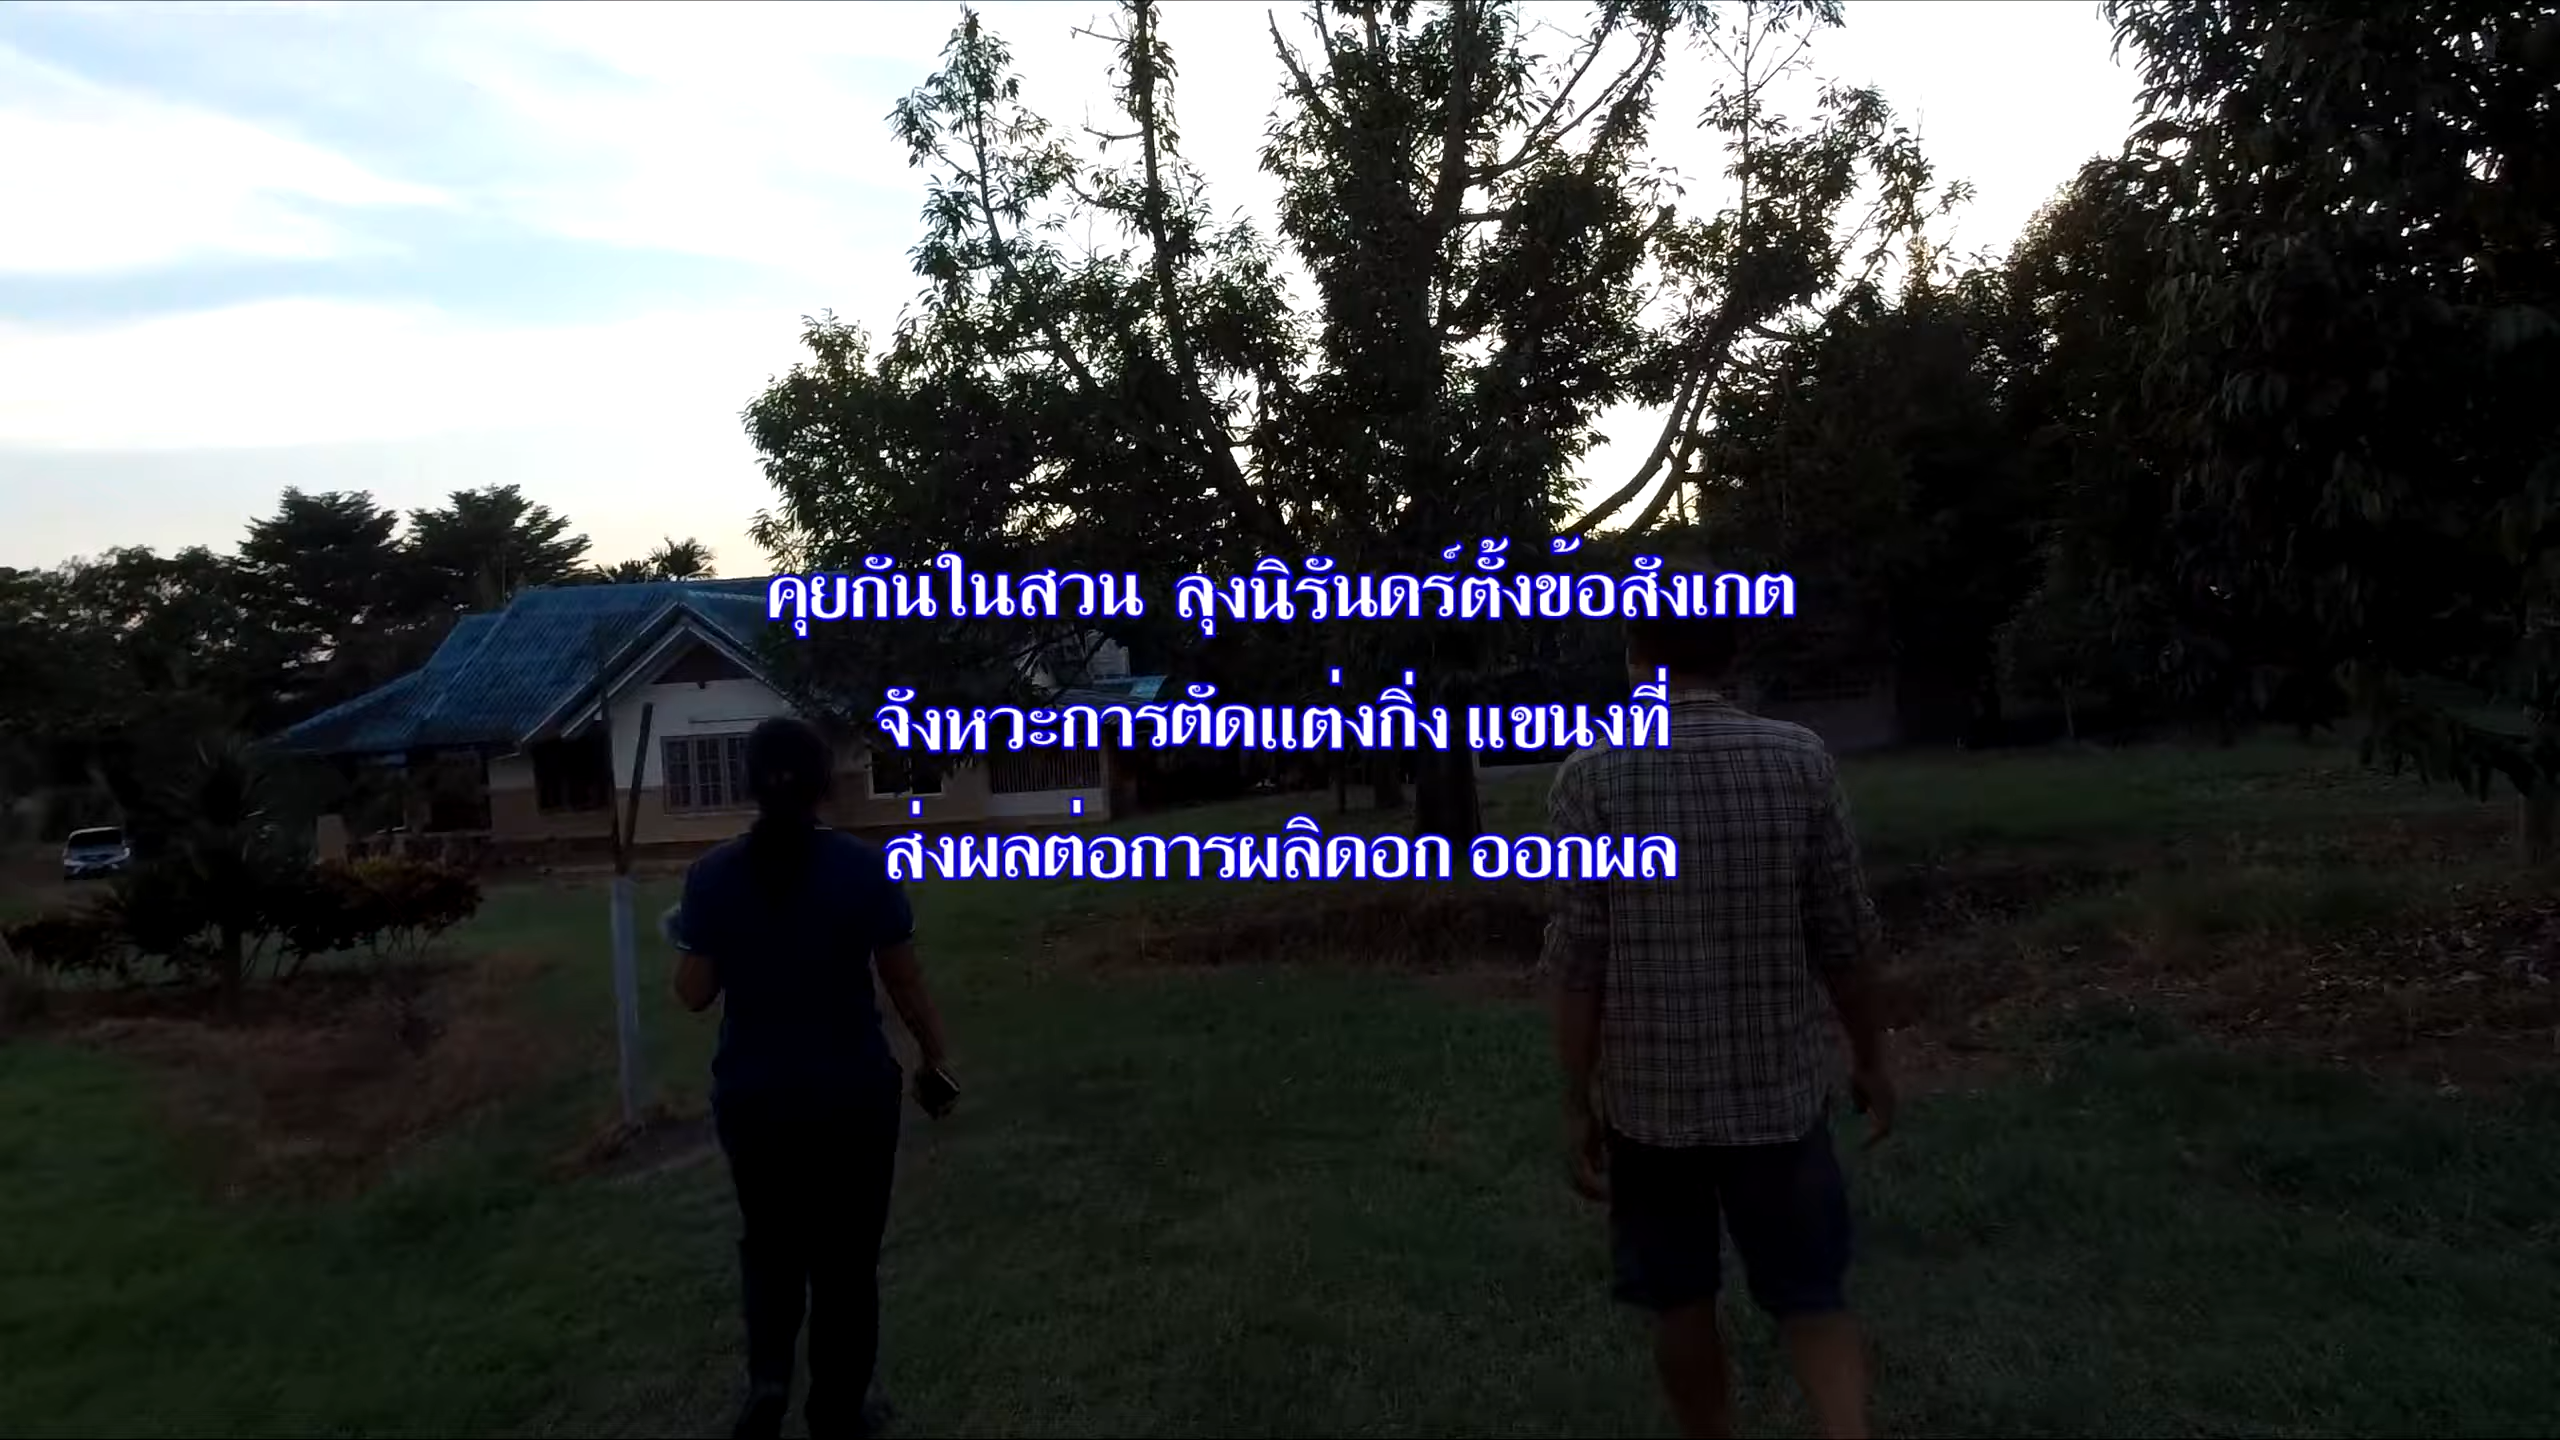 คุยกันในสวน ลุงนิรันดร์ตั้งข้อสังเกต
จังหวะการตัดแต่งกิ่ง แขนงที่
ส่งผลต่อการผลิดอก ออกผล